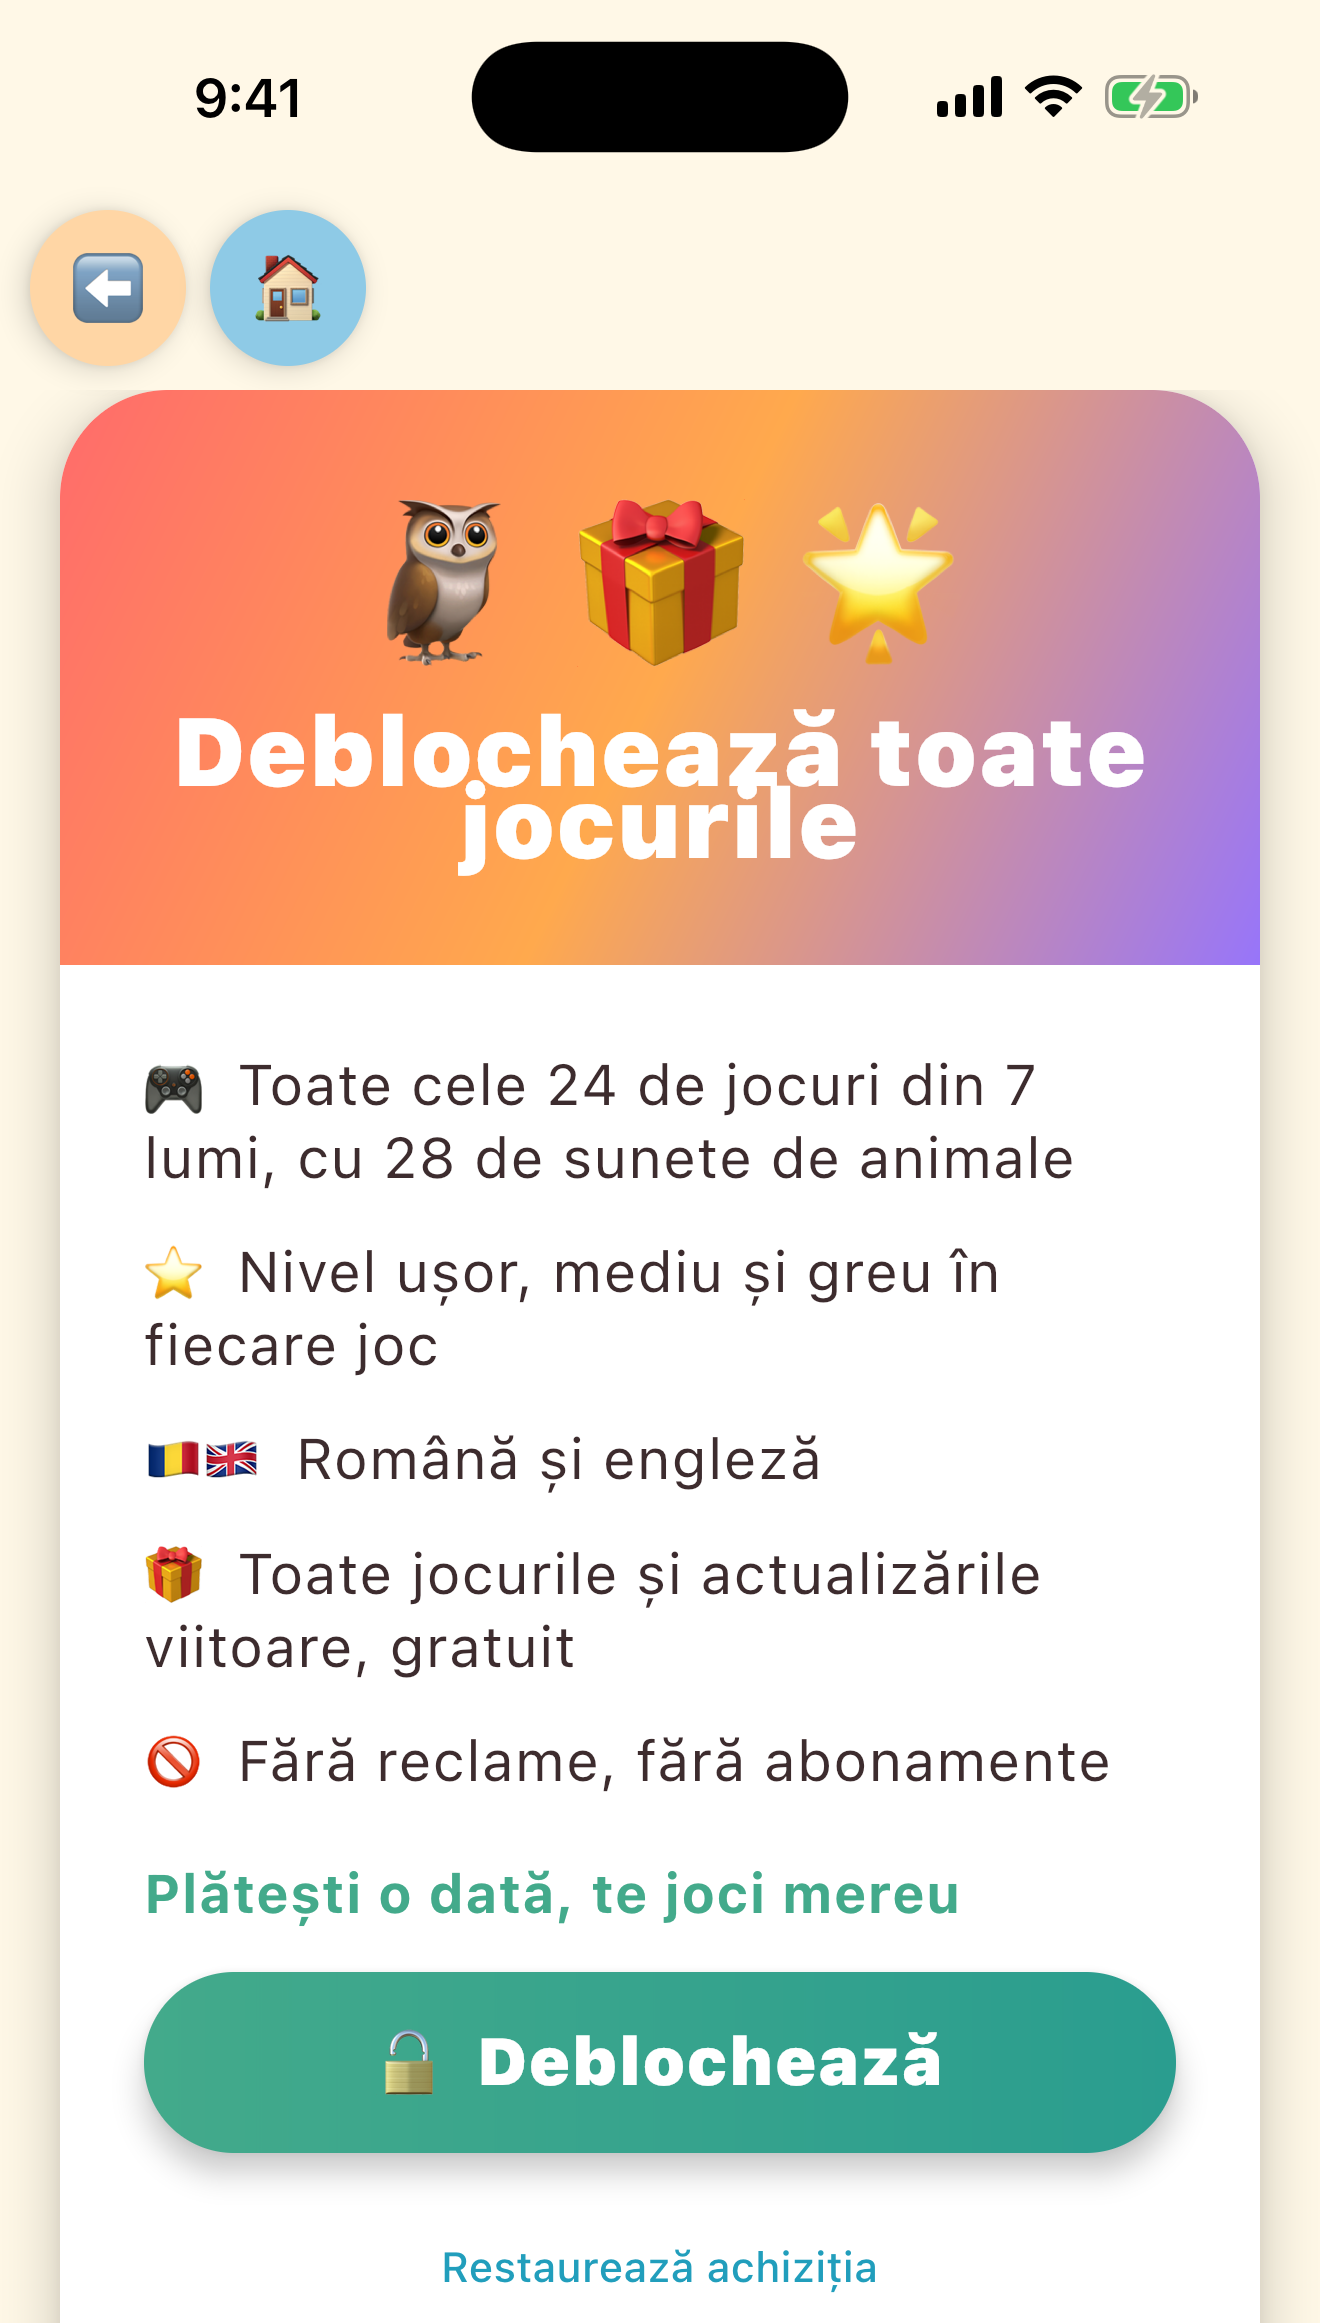 9:41
Deblochează toate
jocurile
Toate cele 24 de jocuri din 7
lumi, cu 28 de sunete de animale
Nivel ușor, mediu și greu în
fiecare joc
Română și engleză
Toate jocurile și actualizările
viitoare, gratuit
Fără reclame, fără abonamente
Plătești o dată, te joci mereu
Deblochează
Restaurează achiziția